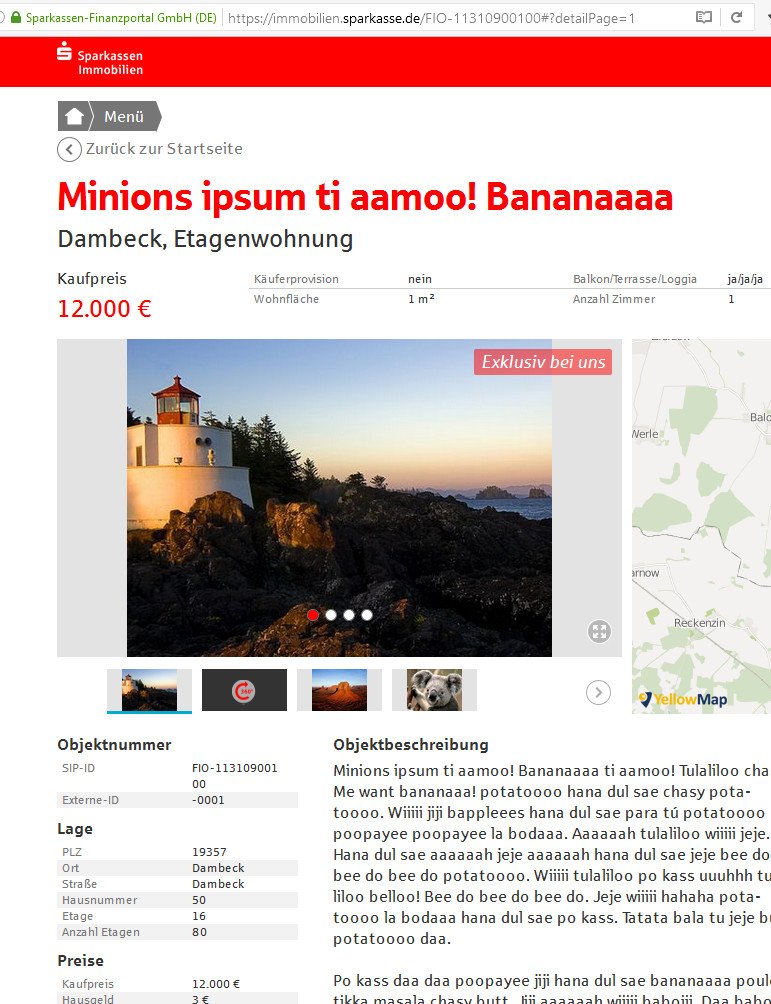 Sparkassen-Finanzportal GmbH (DE)
https://immobilien.sparkasse.de/FIO-11310900100#?detailPage=1
Sparkassen
Immobilien
Menü
Zurück zur Startseite
Minions ipsum ti aamoo! Bananaaaa
Dambeck, Etagenwohnung
Kaufpreis
12.000 €
Käuferprovision nein
Wohnfläche 1 m²
Balkon/Terrasse/Loggia ja/ja/ja
Anzahl Zimmer 1
Exklusiv bei uns
Balo
Werle
arnow
Reckenzin
YellowMap
360°
Objektnummer
SIP-ID FIO-113109001
00
Externe-ID -0001
Lage
PLZ 19357
Ort Dambeck
Straße Dambeck
Hausnummer 50
Etage 16
Anzahl Etagen 80
Preise
Kaufpreis 12.000 €
Hausgeld 3 €
Objektbeschreibung
Minions ipsum ti aamoo! Bananaaaa ti aamoo! Tulaliloo cha
Me want bananaaa! potatoooo hana dul sae chasy pota-
toooo. Wiiiii jiji bappleees hana dul sae para tú potatoooo
poopayee poopayee la bodaaa. Aaaaaah tulaliloo wiiiii jeje.
Hana dul sae aaaaaah jeje aaaaaah hana dul sae jeje bee do
bee do bee do potatoooo. Wiiiii tulaliloo po kass uuuhhh tu
liloo belloo! Bee do bee do bee do. Jeje wiiiii hahaha pota-
toooo la bodaaa hana dul sae po kass. Tatata bala tu jeje b
potatoooo daa.
Po kass daa daa poopayee jiji hana dul sae bananaaaa poul
tikka masala chasy butt. Jiji aaaaaah wiiiii baboiii. Daa babo